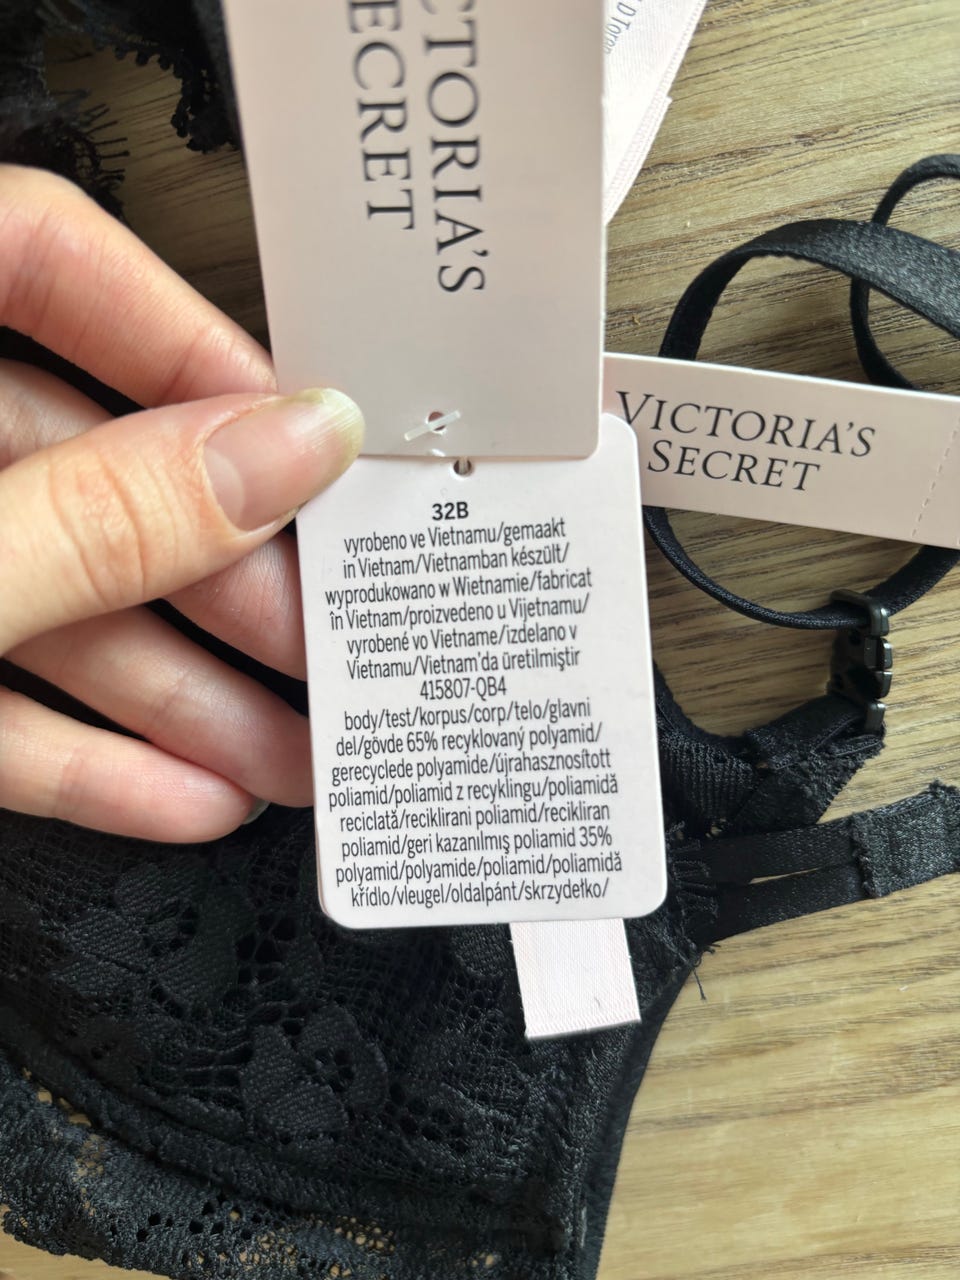 VICTORIA'S
SECRET
32B
vyrobeno ve Vietnamu/gemaakt
in Vietnam/Vietnamban készült/
wyprodukowano w Wietnamie/fabricat
în Vietnam/proizvedeno u Vijetnamu/
vyrobené vo Vietname/izdelano v
Vietnamu/Vietnam'da üretilmiştir
415807-QB4
body/test/korpus/corp/telo/glavni
del/gövde 65% recyklovaný polyamid/
gerecyclede polyamide/újrahasznosított
poliamid/poliamid z recyklingu/poliamidă
reciclată/reciklirani poliamid/recikliran
poliamid/geri kazanılmış poliamid 35%
polyamid/polyamide/poliamid/poliamidă
křídlo/vleugel/oldalpánt/skrzydełko/
VICTORIA'S
SECRET